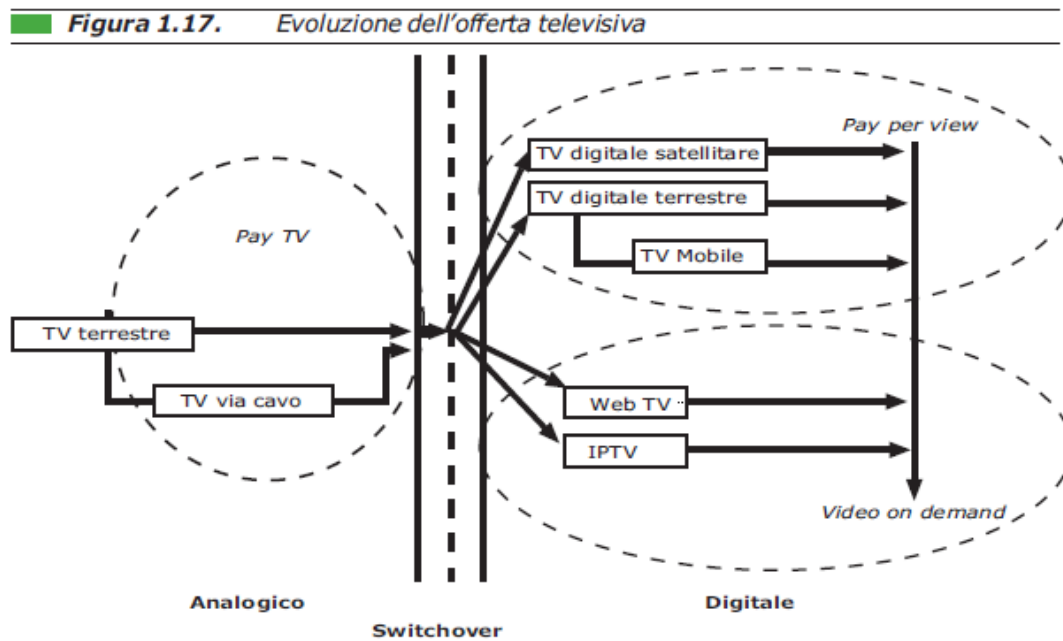 Figura 1.17. Evoluzione dell'offerta televisiva
Pay per view
TV digitale satellitare
TV digitale terrestre
Pay TV
TV Mobile
TV terrestre
TV via cavo
Web TV
IPTV
Video on demand
Analogico
Digitale
Switchover